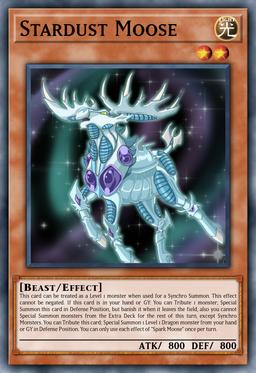 Stardust Moose
光
[Beast/Effect]
This card can be treated as a Level 1 monster when used for a Synchro Summon. This effect
cannot be negated. If this card is in your hand or GY: You can Tribute 1 monster; Special
Summon this card in Defense Position, but banish it when it leaves the field, also you cannot
Special Summon monsters from the Extra Deck for the rest of this turn, except Synchro
Monsters. You can Tribute this card; Special Summon 1 Level 1 Dragon monster from your hand
or GY in Defense Position. You can only use each effect of "Spark Moose" once per turn.
ATK/ 800 DEF/ 800